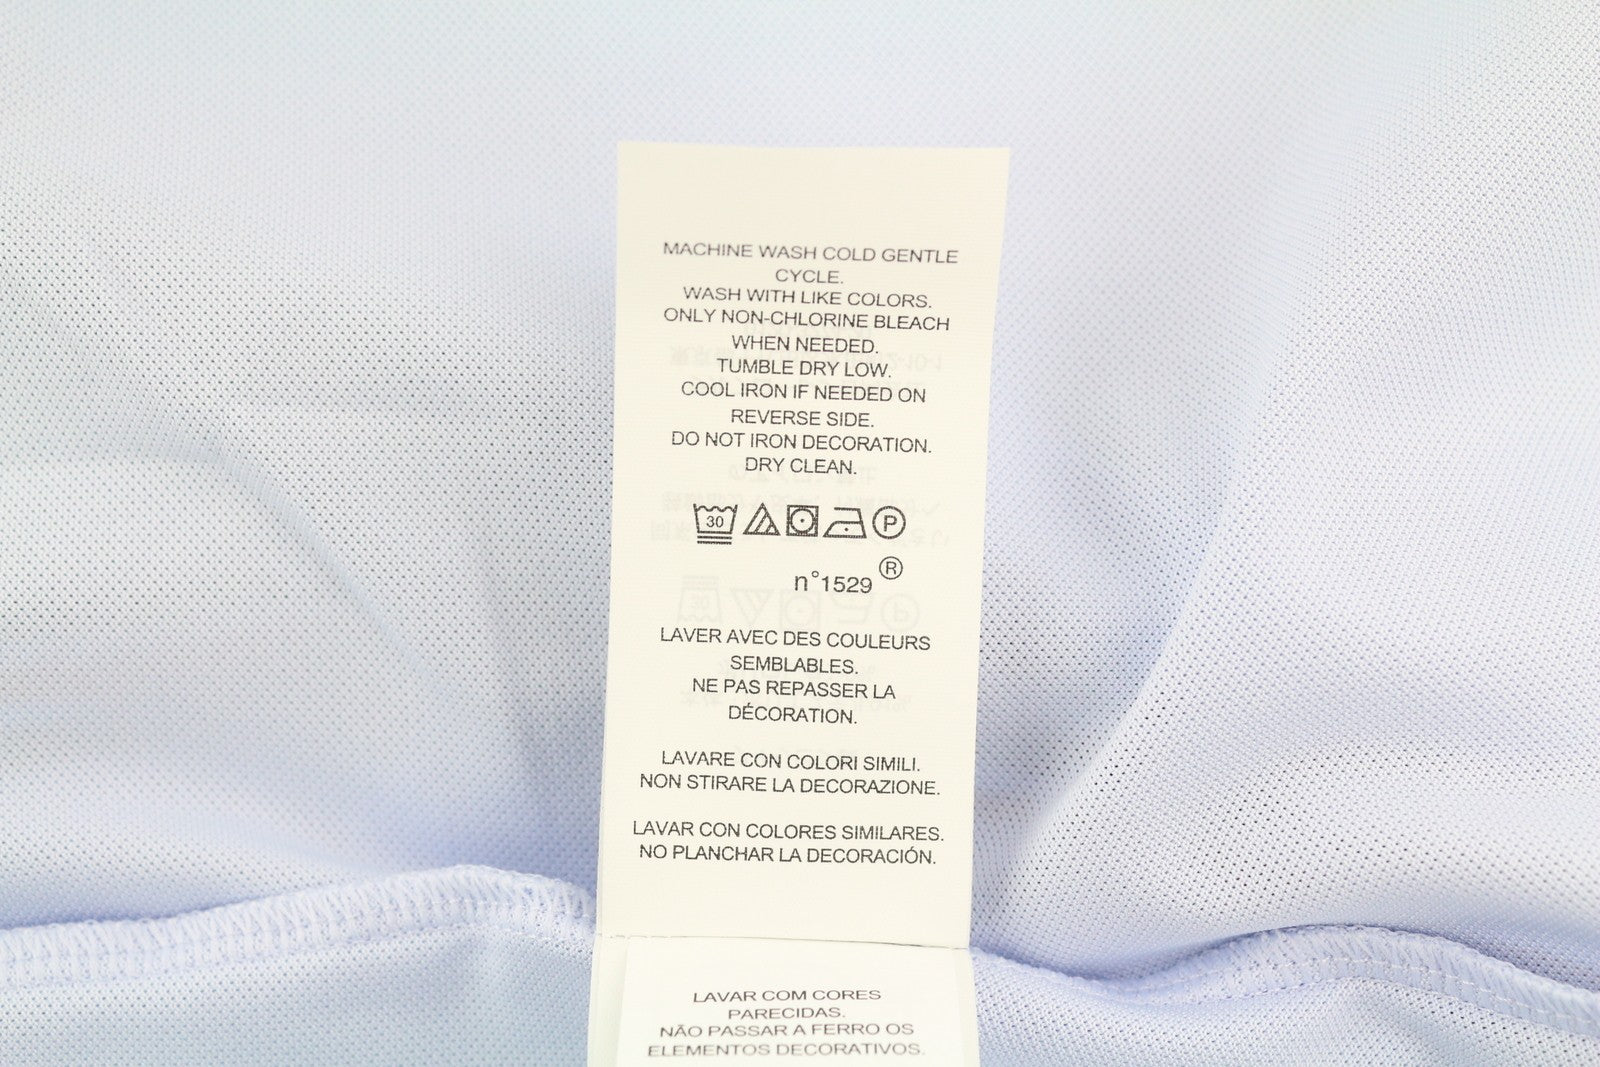 MACHINE WASH COLD GENTLE
CYCLE.
WASH WITH LIKE COLORS.
ONLY NON-CHLORINE BLEACH
WHEN NEEDED.
TUMBLE DRY LOW.
COOL IRON IF NEEDED ON
REVERSE SIDE.
DO NOT IRON DECORATION.
DRY CLEAN.
30 P
®
n°1529
LAVER AVEC DES COULEURS
SEMBLABLES.
NE PAS REPASSER LA
DÉCORATION.
LAVARE CON COLORI SIMILI.
NON STIRARE LA DECORAZIONE.
LAVAR CON COLORES SIMILARES.
NO PLANCHAR LA DECORACIÓN.
LAVAR COM CORES
PARECIDAS.
NÃO PASSAR A FERRO OS
ELEMENTOS DECORATIVOS.